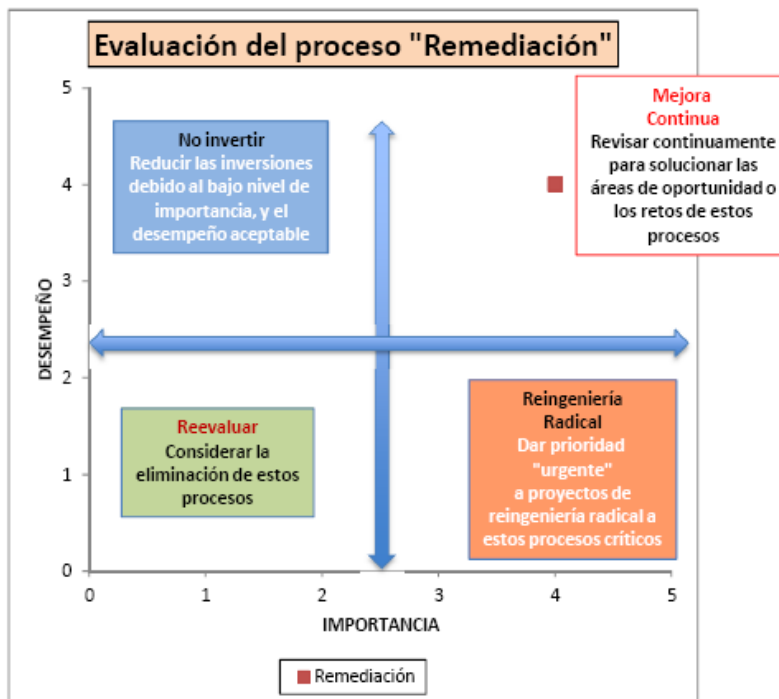 Evaluación del proceso "Remediación"
5
4
3
2
1
0
DESEMPEÑO
No invertir
Reducir las inversiones
debido al bajo nivel de
importancia, y el
desempeño aceptable
Mejora
Continua
Revisar continuamente
para solucionar las
áreas de oportunidad o
los retos de estos
procesos
Reevaluar
Considerar la
eliminación de estos
procesos
Reingeniería
Radical
Dar prioridad
"urgente"
a proyectos de
reingeniería radical a
estos procesos críticos
0 1 2 3 4 5
IMPORTANCIA
Remediación